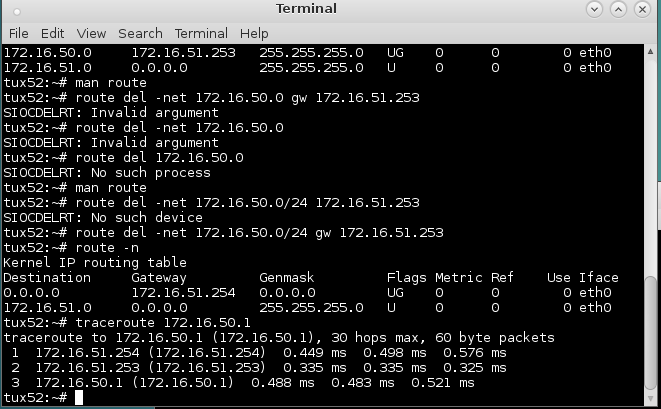 Terminal
File Edit View Search Terminal Help
172.16.50.0     172.16.51.253   255.255.255.0   UG    0      0        0 eth0
172.16.51.0     0.0.0.0         255.255.255.0   U     0      0        0 eth0
tux52:~# man route
tux52:~# route del -net 172.16.50.0 gw 172.16.51.253
SIOCDELRT: Invalid argument
tux52:~# route del -net 172.16.50.0
SIOCDELRT: Invalid argument
tux52:~# route del 172.16.50.0
SIOCDELRT: No such process
tux52:~# man route
tux52:~# route del -net 172.16.50.0/24 172.16.51.253
SIOCDELRT: No such device
tux52:~# route del -net 172.16.50.0/24 gw 172.16.51.253
tux52:~# route -n
Kernel IP routing table
Destination     Gateway         Genmask         Flags Metric Ref    Use Iface
0.0.0.0         172.16.51.254   0.0.0.0         UG    0      0        0 eth0
172.16.51.0     0.0.0.0         255.255.255.0   U     0      0        0 eth0
tux52:~# traceroute 172.16.50.1
traceroute to 172.16.50.1 (172.16.50.1), 30 hops max, 60 byte packets
 1  172.16.51.254 (172.16.51.254)  0.449 ms  0.498 ms  0.576 ms
 2  172.16.51.253 (172.16.51.253)  0.335 ms  0.335 ms  0.325 ms
 3  172.16.50.1 (172.16.50.1)  0.488 ms  0.483 ms  0.521 ms
tux52:~#